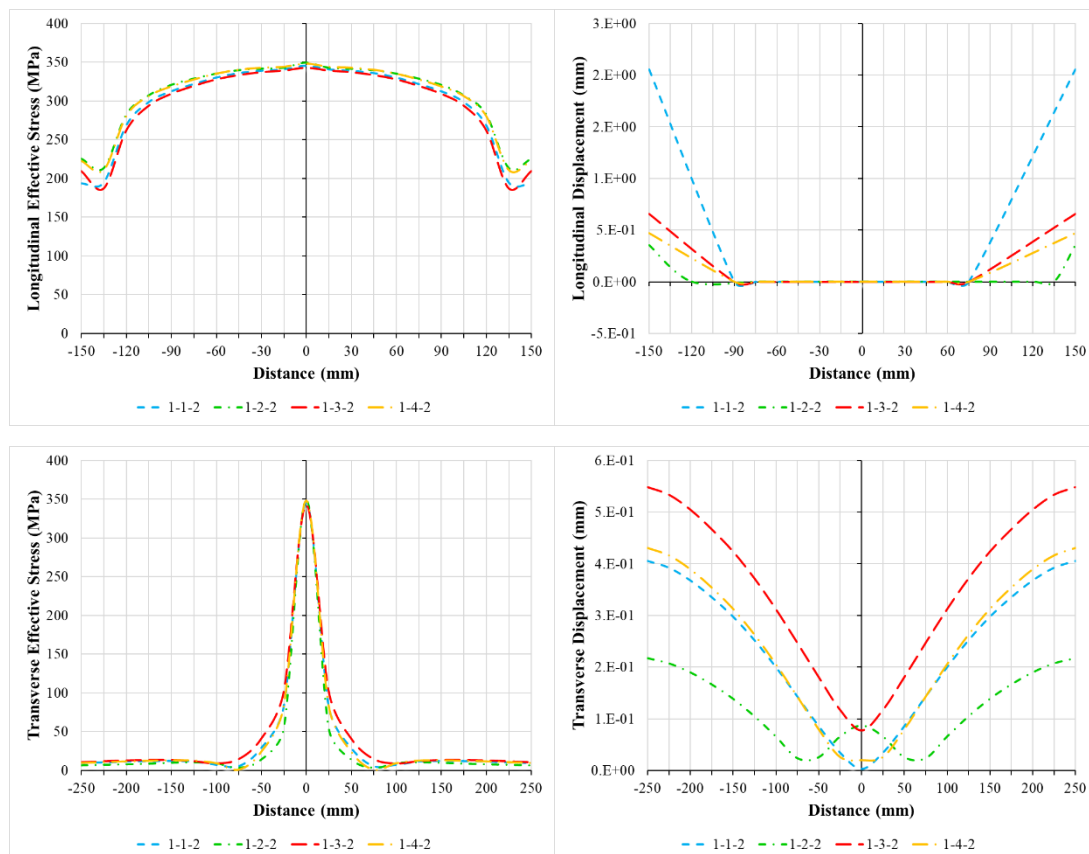 Longitudinal Effective Stress (MPa)
400
350
300
250
200
150
100
50
0
-150 -120 -90 -60 -30 0 30 60 90 120 150
Distance (mm)
1-1-2 1-2-2 1-3-2 1-4-2
Longitudinal Displacement (mm)
3.E+00
2.E+00
2.E+00
1.E+00
5.E-01
0.E+00
-5.E-01
-150 -120 -90 -60 -30 0 30 60 90 120 150
Distance (mm)
1-1-2 1-2-2 1-3-2 1-4-2
Transverse Effective Stress (MPa)
400
350
300
250
200
150
100
50
0
-250 -200 -150 -100 -50 0 50 100 150 200 250
Distance (mm)
1-1-2 1-2-2 1-3-2 1-4-2
Transverse Displacement (mm)
6.E-01
5.E-01
4.E-01
3.E-01
2.E-01
1.E-01
0.E+00
-250 -200 -150 -100 -50 0 50 100 150 200 250
Distance (mm)
1-1-2 1-2-2 1-3-2 1-4-2